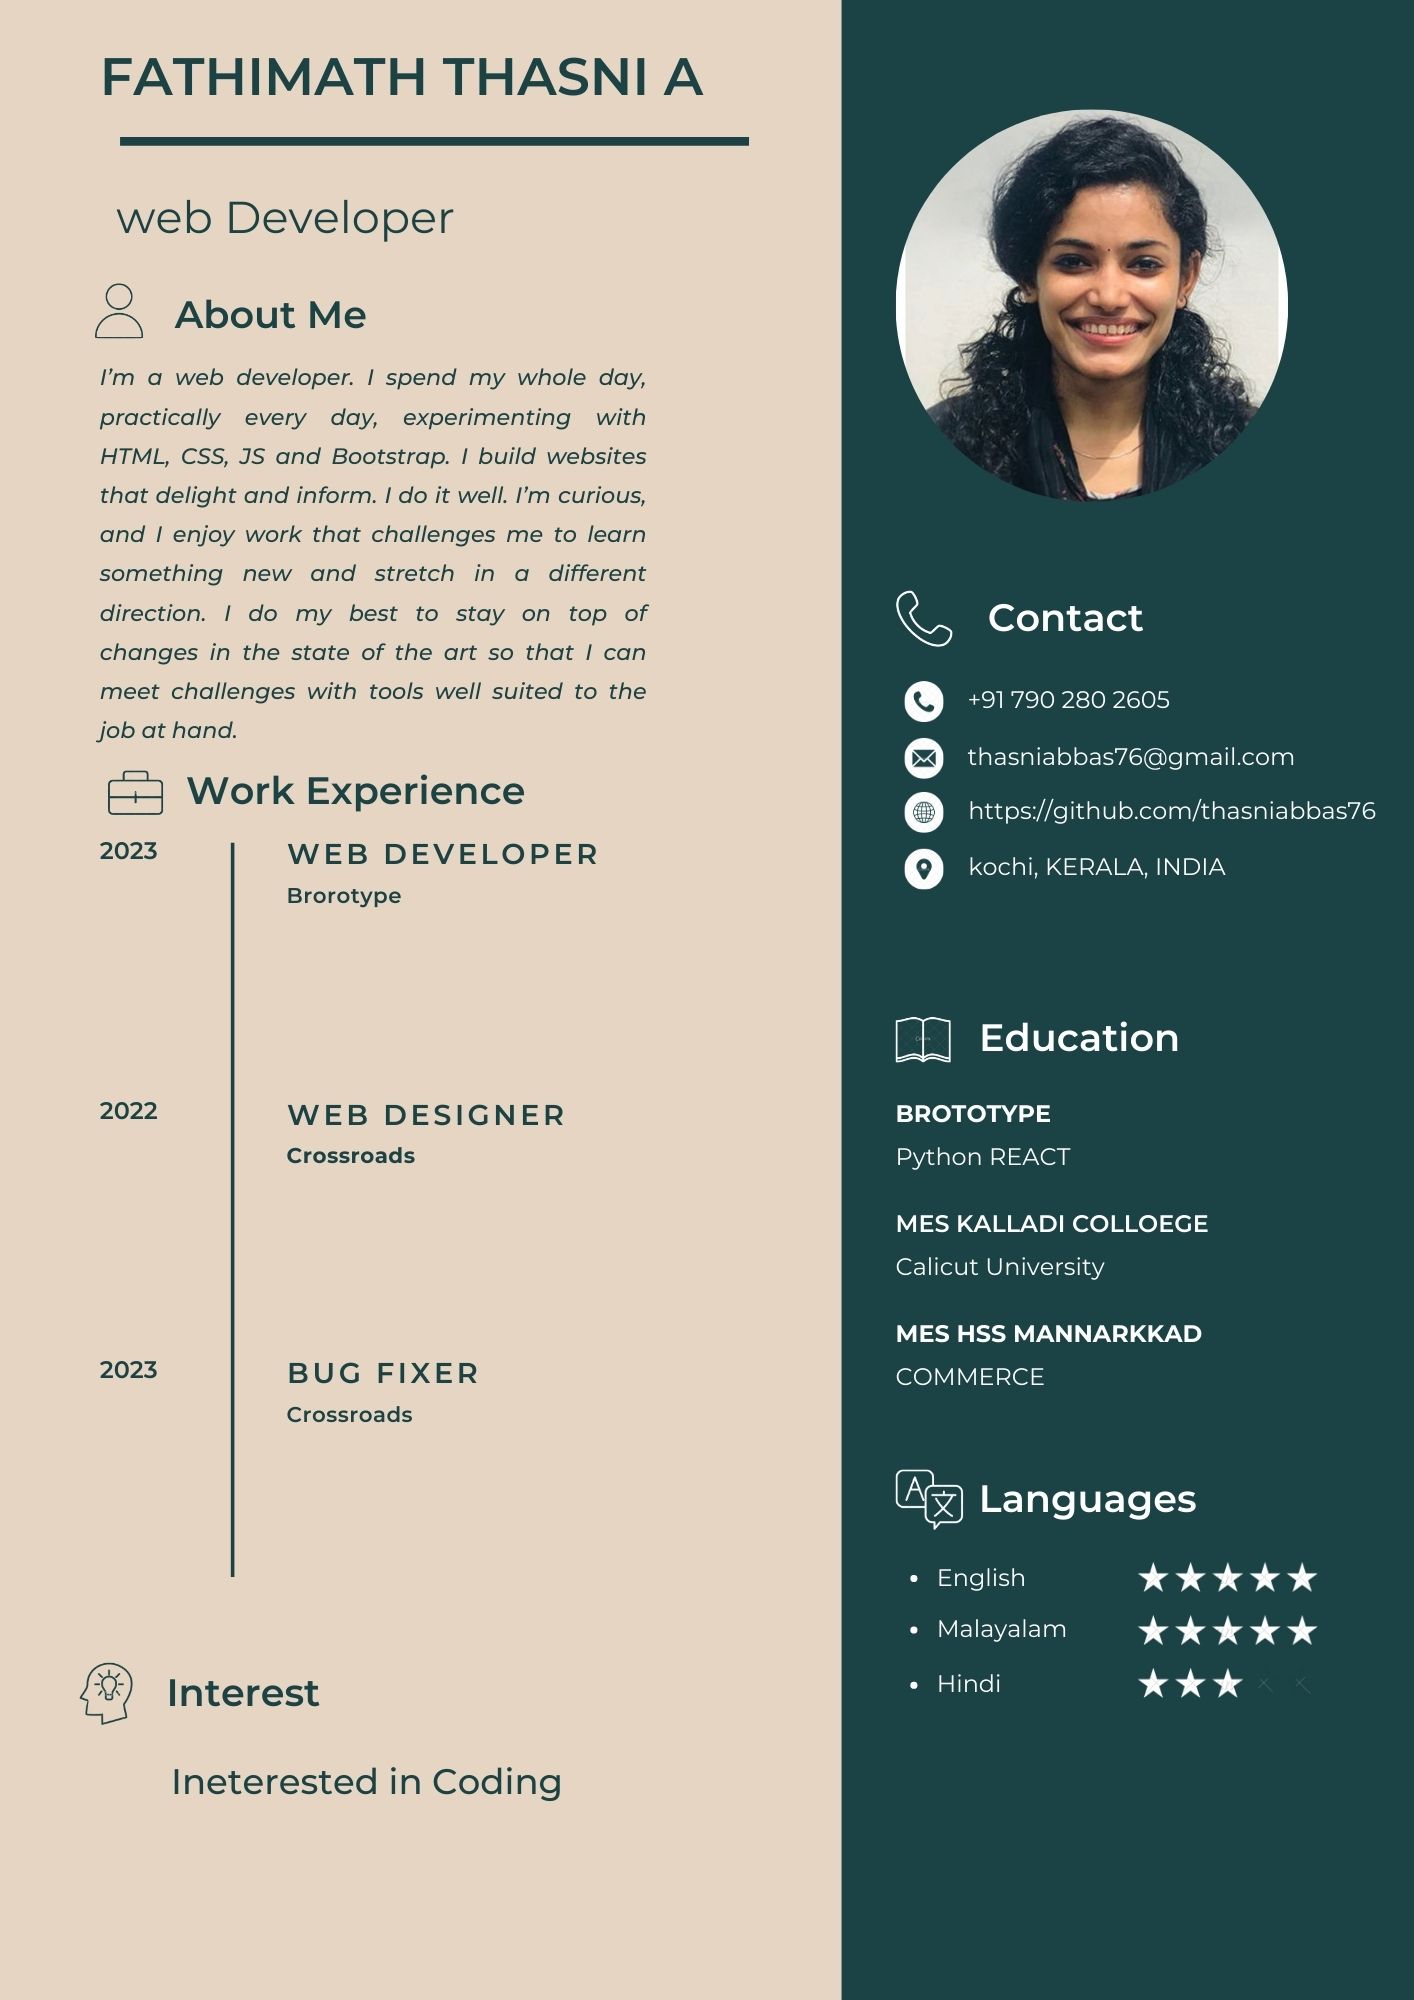 FATHIMATH THASNI A
web Developer
About Me
I'm a web developer. I spend my whole day,
practically every day, experimenting with
HTML, CSS, JS and Bootstrap. I build websites
that delight and inform. I do it well. I'm curious,
and I enjoy work that challenges me to learn
something new and stretch in a different
direction. I do my best to stay on top of
changes in the state of the art so that I can
meet challenges with tools well suited to the
job at hand.
Work Experience
2023
WEB DEVELOPER
Brorotype
2022
WEB DESIGNER
Crossroads
2023
BUG FIXER
Crossroads
Interest
Ineterested in Coding
Contact
+91 790 280 2605
thasniabbas76@gmail.com
https://github.com/thasniabbas76
kochi, KERALA, INDIA
Education
BROTOTYPE
Python REACT
MES KALLADI COLLOEGE
Calicut University
MES HSS MANNARKKAD
COMMERCE
A 文
Languages
• English
• Malayalam
• Hindi